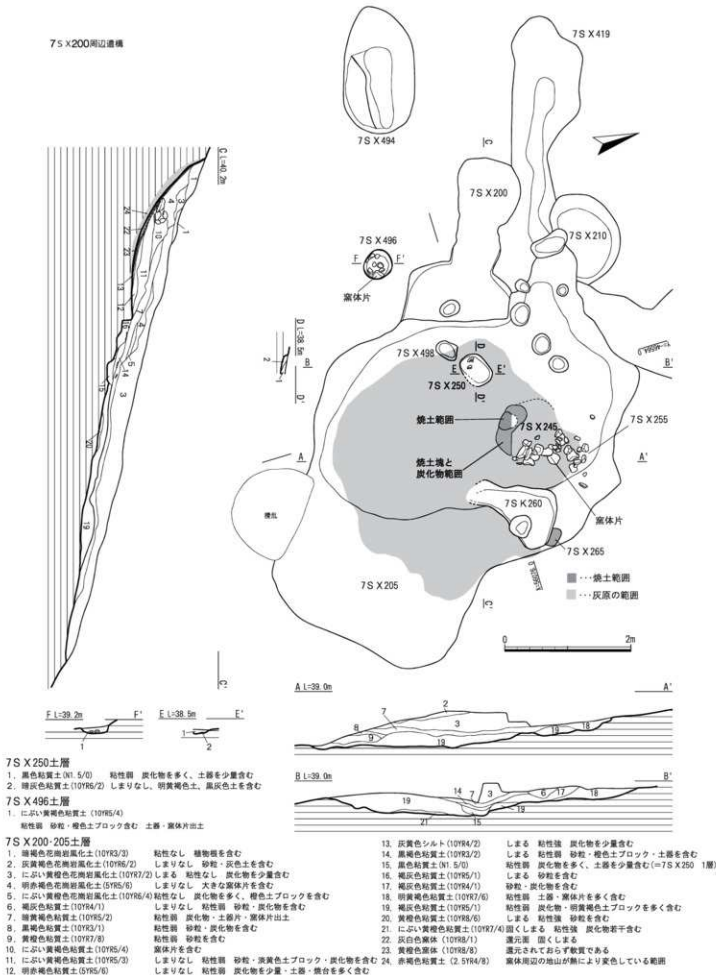 7SX200周辺遺構
7SX419
7SX494
C
C L=40.2m
7SX200
7SX210
7SX496
F F'
窯体片
D L=38.5m
D'
B
B'
7SX498
D
E E'
7SX250
D'
焼土範囲
7SX245
7SX255
A
A'
焼土塊と
炭化物範囲
窯体片
7SK260
7SX265
撹乱
7SX205
C'
■…焼土範囲
…灰原の範囲
0 2m
C'
A L=39.0m A'
F L=39.2m F' E L=38.5m E'
B L=39.0m B'
7SX250土層
1. 黒色粘質土(N1.5/0) 粘性弱 炭化物を多く、土器を少量含む
2. 暗灰色粘質土(10YR6/2) しまりなし、明黄褐色土、黒灰色土を含む
7SX496土層
1. にぶい黄褐色粘質土(10YR5/4)
粘性弱 砂粒・橙色土ブロック含む 土器・窯体片出土
7SX200・205土層
1. 暗褐色花崗岩風化土(10YR3/3) 粘性なし 植物根を含む
2. 灰黄褐色花崗岩風化土(10YR6/2) しまりなし 砂粒・灰色土を含む
3. にぶい黄橙色花崗岩風化土(10YR7/2) しまる 粘性なし 炭化物を少量含む
4. 明赤褐色花崗岩風化土(5YR5/6) しまりなし 大きな窯体片を含む
5. にぶい黄橙色花崗岩風化土(10YR6/4) 粘性なし 炭化物を多く、橙色土ブロックを含む
6. 褐灰色粘質土(10YR4/1) しまりなし 粘性弱 砂粒・炭化物を含む
7. 暗黄褐色粘質土(10YR5/2) 粘性弱 炭化物・土器片・窯体片出土
8. 黒褐色粘質土(10YR3/1) 粘性弱 砂粒・炭化物を含む
9. 黄橙色粘質土(10YR7/8) 粘性弱 砂粒を含む
10. にぶい黄褐色粘質土(10YR5/4) 窯体片を含む
11. にぶい黄褐色粘質土(10YR5/3) しまりなし 粘性弱 砂粒・淡黄色土ブロック・炭化物を含む
12. 明赤褐色粘質土(5YR5/6) しまりなし 粘性弱 炭化物を少量・土器・焼台を多く含む
13. 灰黄色シルト(10YR4/2) しまる 粘性強 炭化物を少量含む
14. 黒褐色粘質土(10YR3/2) しまる 粘性弱 砂粒・橙色土ブロック・土器を含む
15. 黒色粘質土(N1.5/0) 粘性弱 炭化物を多く、土器を少量含む(=7SX250 1層)
16. 褐灰色粘質土(10YR5/1) しまる 砂粒を含む
17. 褐灰色粘質土(10YR4/1) 砂粒・炭化物を含む
18. 明黄褐色粘質土(10YR7/6) 粘性弱 土器・窯体片を多く含む
19. 褐灰色粘質土(10YR5/1) 粘性弱 炭化物・明黄褐色土ブロックを多く含む
20. 黄橙色粘質土(10YR8/6) しまる 粘性強 砂粒を含む
21. にぶい黄橙色粘質土(10YR7/4) 固くしまる 粘性強 炭化物若干含む
22. 灰白色窯体(10YR8/1) 還元面 固くしまる
23. 黄橙色窯体(10YR8/8) 還元されておらず軟質である
24. 赤褐色粘質土(2.5YR4/8) 窯体周辺の地山が熱により変色している範囲